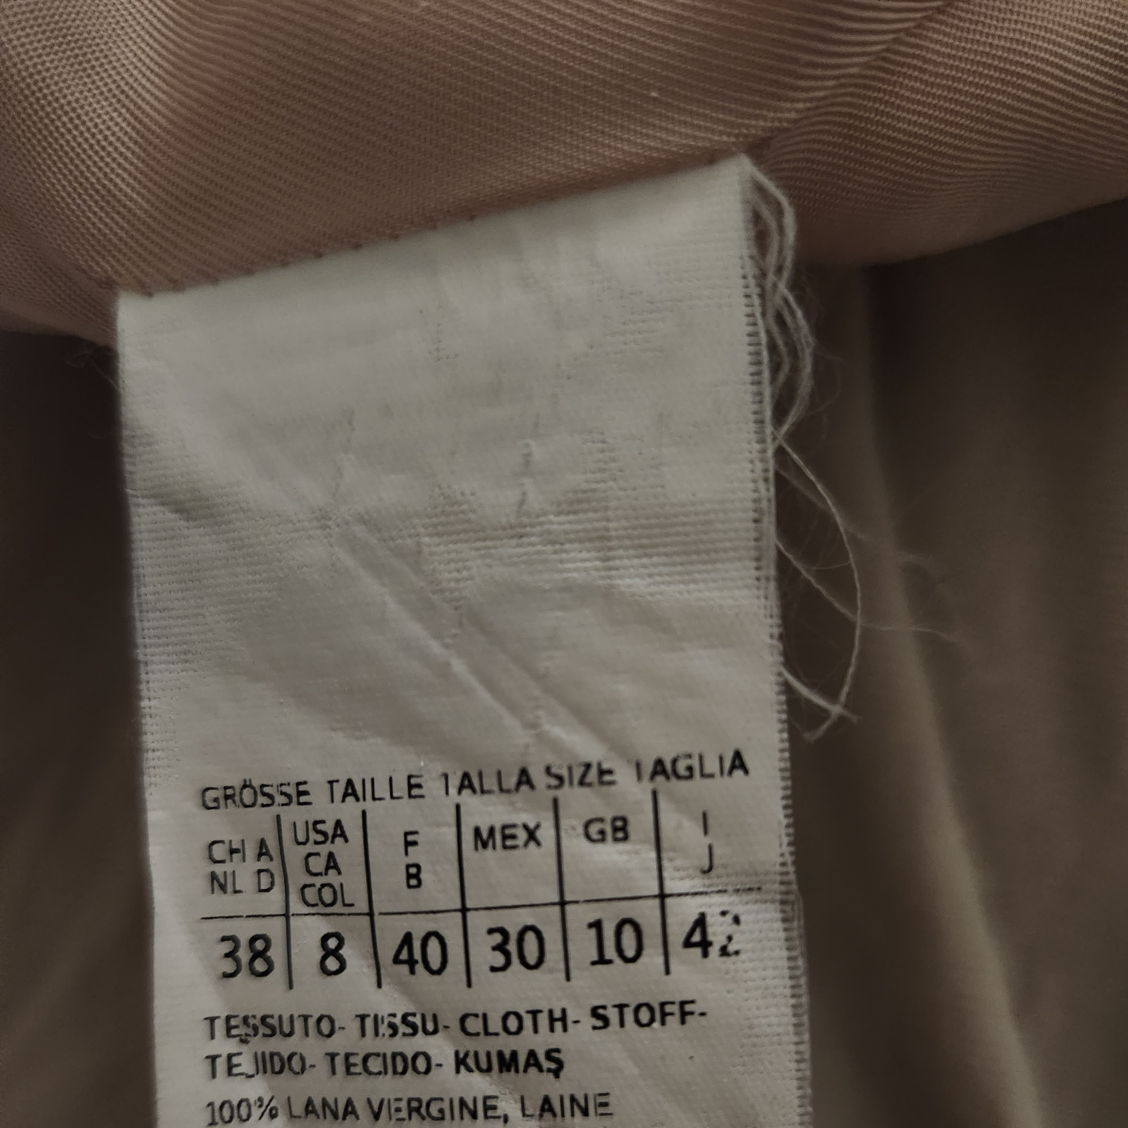 GRÖSSE TAILLE TALLA SIZE TAGLIA
CH A NL D USA CA COL F B MEX GB I J
38 8 40 30 10 42
TESSUTO- TISSU- CLOTH- STOFF-
TEJIDO- TECIDO- KUMAŞ
100% LANA VERGINE, LAINE